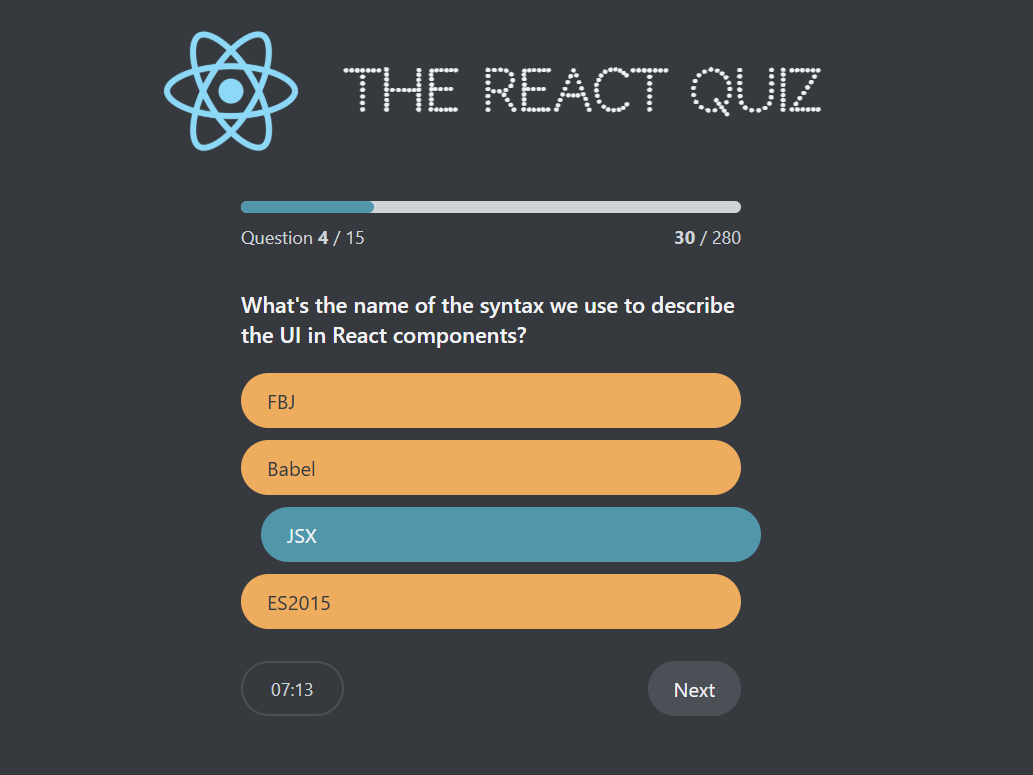 THE REACT QUIZ
Question 4 / 15
30 / 280
What's the name of the syntax we use to describe
the UI in React components?
FBJ
Babel
JSX
ES2015
07:13
Next